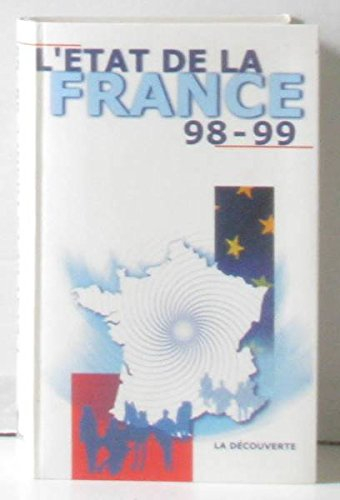 L'ETAT DE LA
FRANCE
98-99
LA DÉCOUVERTE